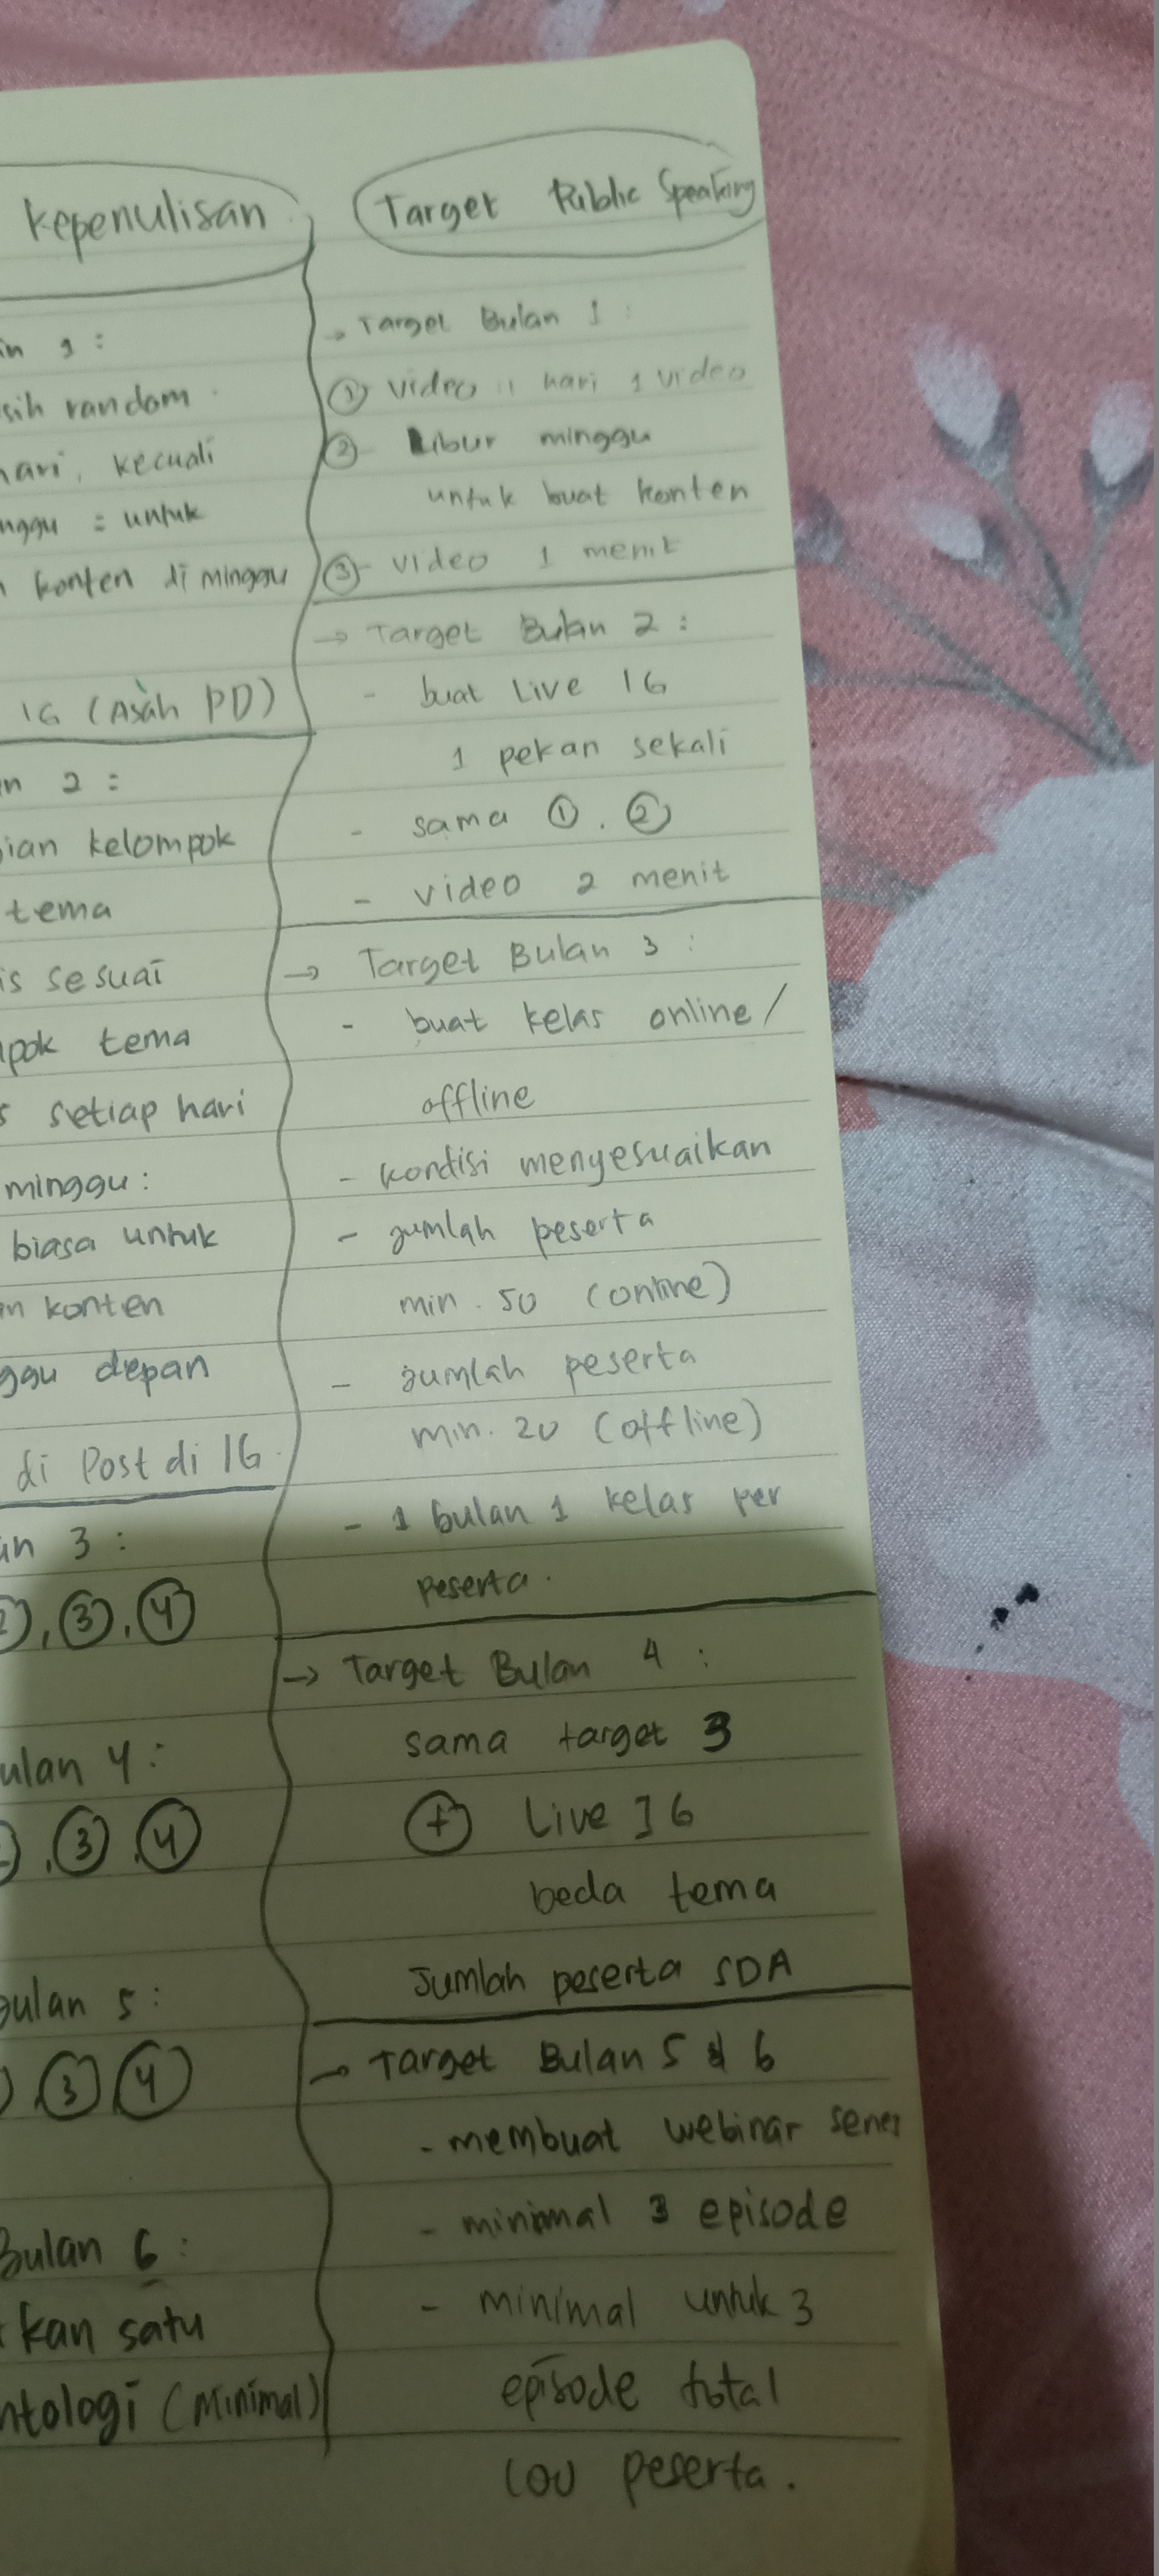 Kepenulisan
in 1 :
sih random
hari, kecuali
nggu = untuk
konten di minggu
IG (Asah PD)
n 2 :
ian kelompok
tema
is sesuai
pok tema
s setiap hari
minggu :
biasa untuk
n konten
ggu depan
di Post di IG
an 3 :
②, ③, ④
ulan 4 :
, ③, ④
bulan 5 :
③ ④
Bulan 6 :
kan satu
ntologi (Minimal)
Target Public Speaking
→ Target Bulan 1 :
① video 1 hari 1 video
② Libur minggu
untuk buat konten
③ video 1 menit
→ Target Bulan 2 :
- buat Live IG
1 pekan sekali
- sama ①, ②
- video 2 menit
→ Target Bulan 3 :
- buat kelas online/
offline
- kondisi menyesuaikan
- jumlah peserta
min. 50 (online)
- jumlah peserta
min. 20 (offline)
- 1 bulan 1 kelas per
peserta.
→ Target Bulan 4 :
sama target 3
⊕ Live IG
beda tema
Jumlah peserta SDA
→ Target Bulan 5 & 6
- membuat webinar series
- minimal 3 episode
- minimal untuk 3
episode total
100 peserta.